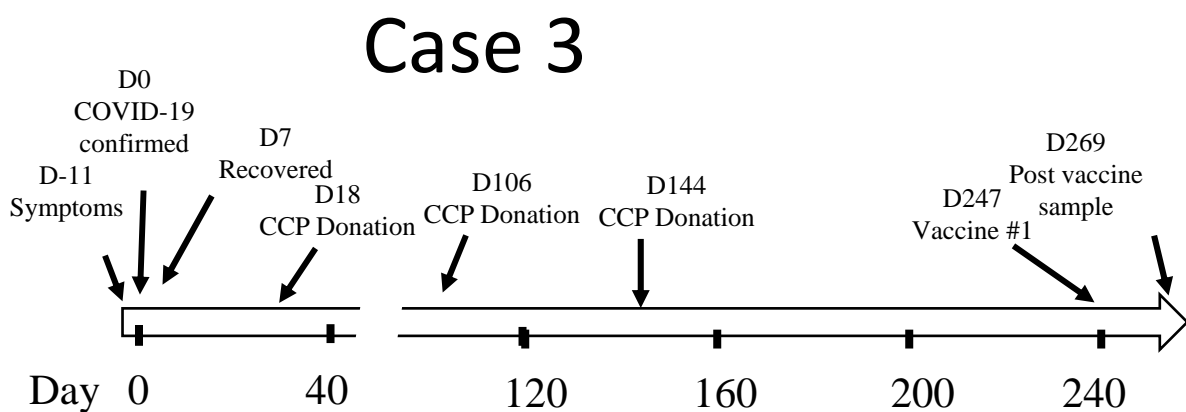 Case 3
D0
COVID-19
confirmed
D-11
Symptoms
D7
Recovered
D18
CCP Donation
D106
CCP Donation
D144
CCP Donation
D247
Vaccine #1
D269
Post vaccine
sample
Day 0 40 120 160 200 240